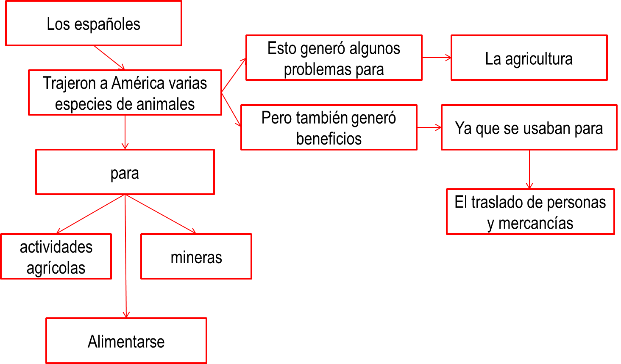 Los españoles
Trajeron a América varias
especies de animales
Esto generó algunos
problemas para
La agricultura
Pero también generó
beneficios
Ya que se usaban para
El traslado de personas
y mercancías
para
actividades
agrícolas
mineras
Alimentarse